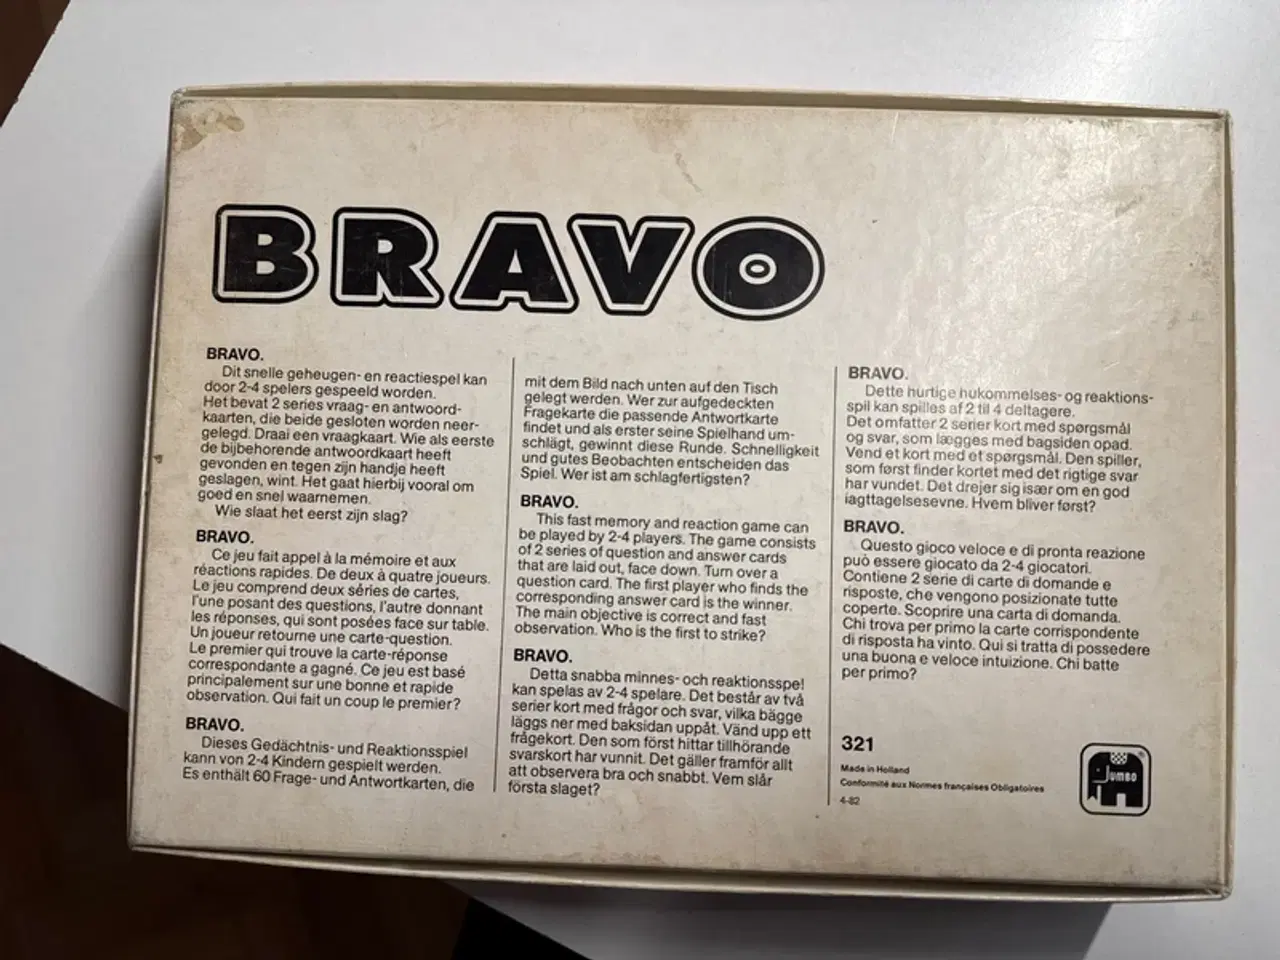 BRAVO
BRAVO.
Dit snelle geheugen- en reactiespel kan
door 2-4 spelers gespeeld worden.
Het bevat 2 series vraag- en antwoord-
kaarten, die beide gesloten worden neer-
gelegd. Draai een vraagkaart. Wie als eerste
de bijbehorende antwoordkaart heeft
gevonden en tegen zijn handje heeft
geslagen, wint. Het gaat hierbij vooral om
goed en snel waarnemen.
Wie slaat het eerst zijn slag?
BRAVO.
Ce jeu fait appel à la mémoire et aux
réactions rapides. De deux à quatre joueurs.
Le jeu comprend deux séries de cartes,
l'une posant des questions, l'autre donnant
les réponses, qui sont posées face sur table.
Un joueur retourne une carte-question.
Le premier qui trouve la carte-réponse
correspondante a gagné. Ce jeu est basé
principalement sur une bonne et rapide
observation. Qui fait un coup le premier?
BRAVO.
Dieses Gedächtnis- und Reaktionsspiel
kann von 2-4 Kindern gespielt werden.
Es enthält 60 Frage- und Antwortkarten, die
mit dem Bild nach unten auf den Tisch
gelegt werden. Wer zur aufgedeckten
Fragekarte die passende Antwortkarte
findet und als erster seine Spielhand um-
schlägt, gewinnt diese Runde. Schnelligkeit
und gutes Beobachten entscheiden das
Spiel. Wer ist am schlagfertigsten?
BRAVO.
This fast memory and reaction game can
be played by 2-4 players. The game consists
of 2 series of question and answer cards
that are laid out, face down. Turn over a
question card. The first player who finds the
corresponding answer card is the winner.
The main objective is correct and fast
observation. Who is the first to strike?
BRAVO.
Detta snabba minnes- och reaktionsspel
kan spelas av 2-4 spelare. Det består av två
serier kort med frågor och svar, vilka bägge
läggs ner med baksidan uppåt. Vänd upp ett
frågekort. Den som först hittar tillhörande
svarskort har vunnit. Det gäller framför allt
att observera bra och snabbt. Vem slår
första slaget?
BRAVO.
Dette hurtige hukommelses- og reaktions-
spil kan spilles af 2 til 4 deltagere.
Det omfatter 2 serier kort med spørgsmål
og svar, som lægges med bagsiden opad.
Vend et kort med et spørgsmål. Den spiller,
som først finder kortet med det rigtige svar
har vundet. Det drejer sig især om en god
iagttagelsesevne. Hvem bliver først?
BRAVO.
Questo gioco veloce e di pronta reazione
può essere giocato da 2-4 giocatori.
Contiene 2 serie di carte di domande e
risposte, che vengono posizionate tutte
coperte. Scoprire una carta di domanda.
Chi trova per primo la carte corrispondente
di risposta ha vinto. Qui si tratta di possedere
una buona e veloce intuizione. Chi batte
per primo?
321
Made in Holland
Conformité aux Normes françaises Obligatoires
4-82
JUMBO